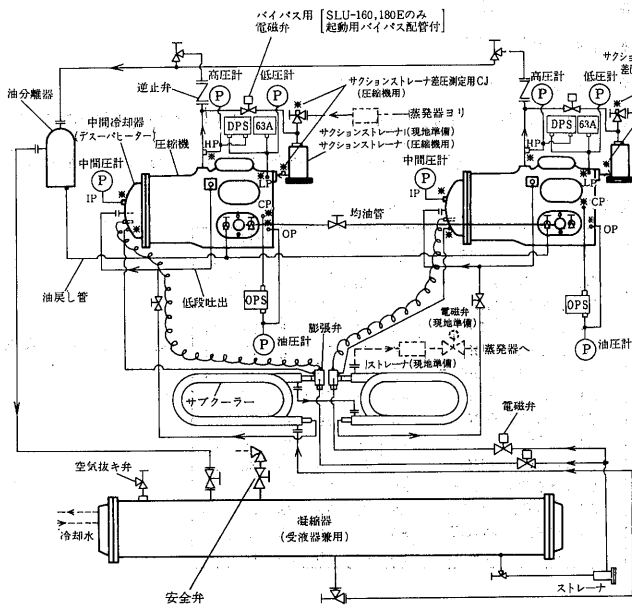 バイパス用
電磁弁
[SLU-160,180Eのみ
起動用バイパス配管付]
高圧計
低圧計
P
P
サクションストレーナ差圧測定用CJ
(圧縮機用)
逆止弁
油分離器
中間冷却器
(デスーパヒーター)
圧縮機
DPS
63A
HP
P
蒸発器ヨリ
サクションストレーナ(現地準備)
サクションストレーナ(圧縮機用)
中間圧計
P
IP
LP
CP
OP
均油管
油戻し管
低段吐出
OPS
P
油圧計
高圧計
低圧計
P
P
サクション
差圧
DPS
63A
HP
中間圧計
P
IP
LP
CP
OP
OPS
P
油圧計
膨張弁
電磁弁
(現地準備)
蒸発器へ
ストレーナ(現地準備)
サブクーラー
電磁弁
空気抜キ弁
冷却水
凝縮器
(受液器兼用)
安全弁
ストレーナ